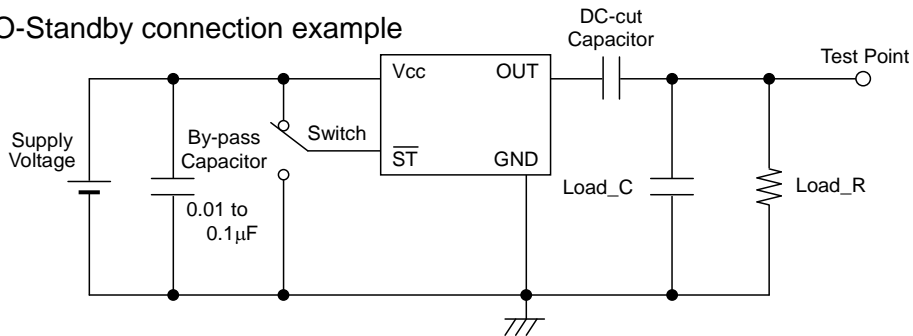 O-Standby connection example
DC-cut
Capacitor
Test Point
Vcc
OUT
Supply
Voltage
By-pass
Capacitor
Switch
ST
GND
0.01 to
0.1μF
Load_C
Load_R